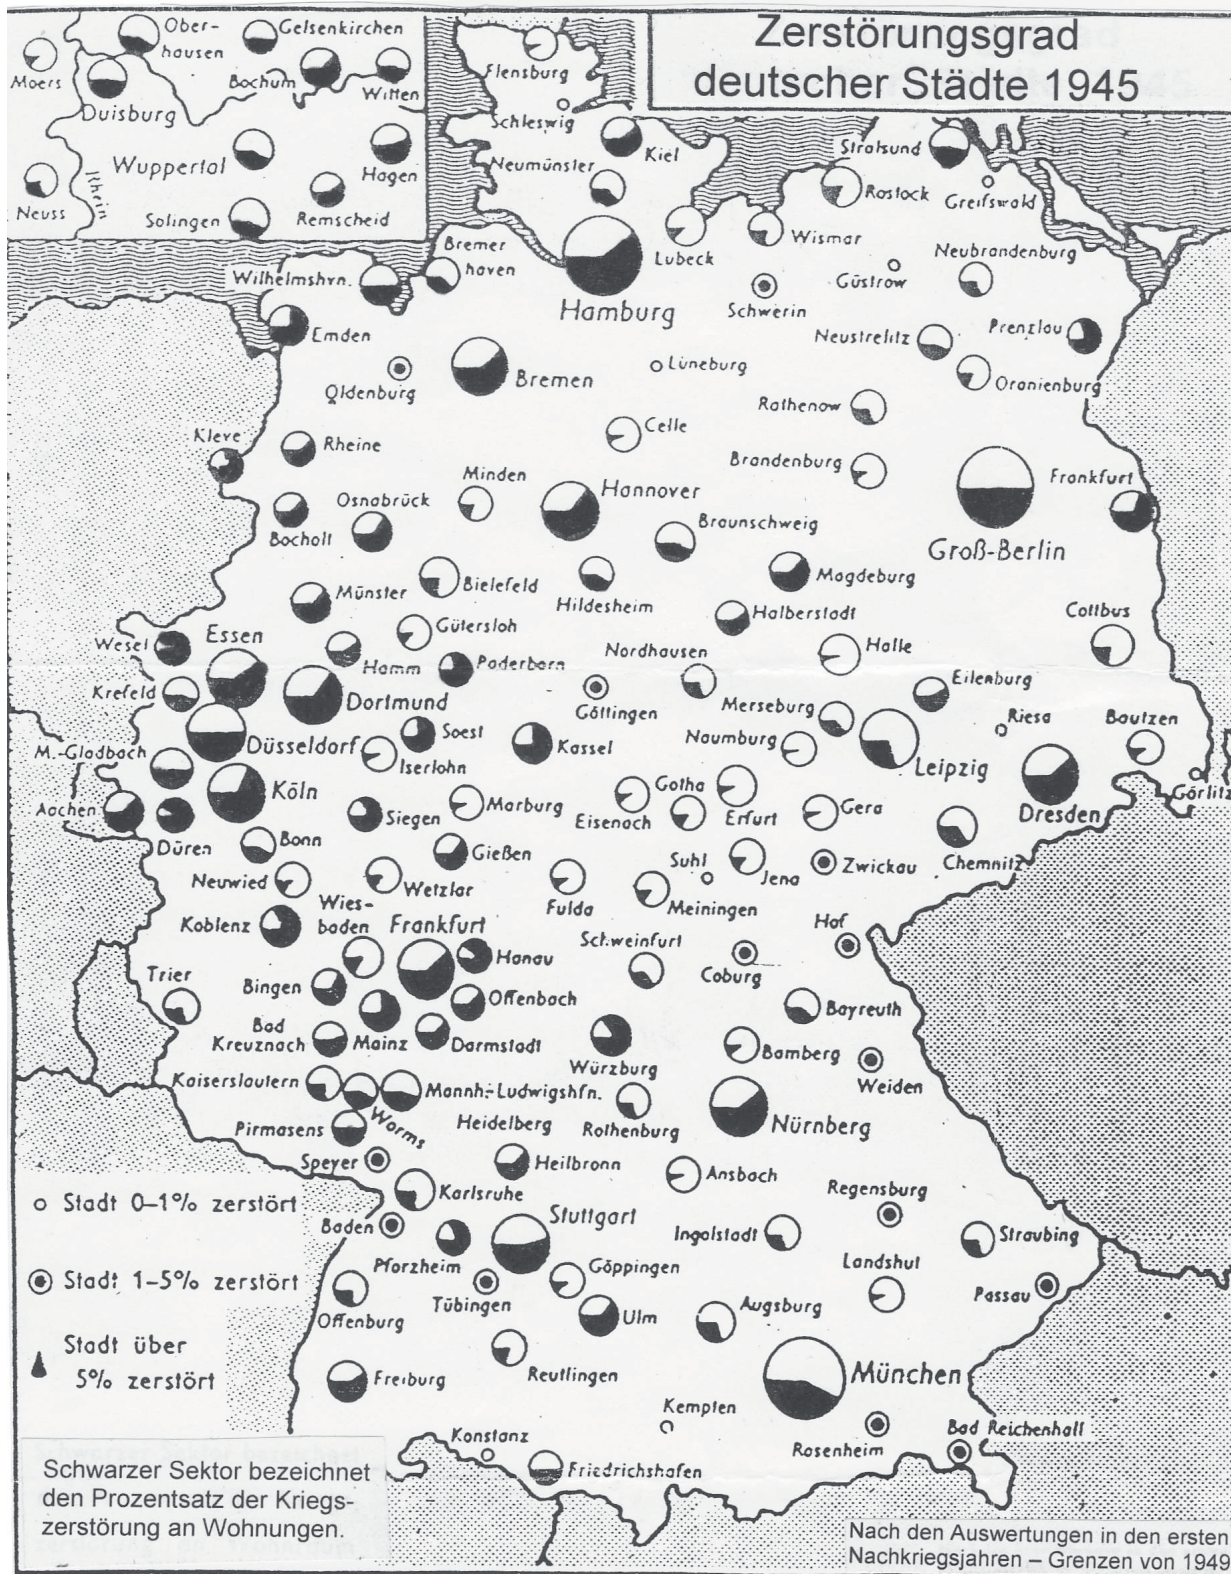 Zerstörungsgrad
deutscher Städte 1945
Ober-
hausen
Gelsenkirchen
Moers
Duisburg
Bochum
Witten
Wuppertal
Hagen
Neuss
Rhein
Solingen
Remscheid
Flensburg
Schleswig
Neumünster
Kiel
Stralsund
Rostock
Greifswald
Lübeck
Wismar
Bremer
haven
Wilhelmshvn.
Neubrandenburg
Güstrow
Schwerin
Hamburg
Emden
Neustrelitz
Prenzlau
Oldenburg
Bremen
Lüneburg
Oranienburg
Rathenow
Celle
Kleve
Rheine
Minden
Brandenburg
Frankfurt
Osnabrück
Hannover
Braunschweig
Bocholt
Groß-Berlin
Bielefeld
Magdeburg
Münster
Hildesheim
Halberstadt
Cottbus
Gütersloh
Wesel
Essen
Nordhausen
Halle
Hamm
Paderborn
Krefeld
Dortmund
Göttingen
Merseburg
Eilenburg
Riesa
Bautzen
M.-Gladbach
Düsseldorf
Soest
Kassel
Naumburg
Iserlohn
Leipzig
Görlitz
Aachen
Köln
Gotha
Marburg
Eisenach
Erfurt
Gera
Dresden
Siegen
Düren
Bonn
Gießen
Suhl
Jena
Zwickau
Chemnitz
Neuwied
Wetzlar
Fulda
Meiningen
Wies-
baden
Koblenz
Frankfurt
Hof
Schweinfurt
Hanau
Coburg
Trier
Bingen
Offenbach
Bayreuth
Bad
Kreuznach
Mainz
Darmstadt
Würzburg
Bamberg
Weiden
Kaiserslautern
Mannh.-Ludwigshfn.
Worms
Pirmasens
Heidelberg
Rothenburg
Nürnberg
Speyer
Heilbronn
Ansbach
Karlsruhe
Regensburg
Baden
Stuttgart
Ingolstadt
Straubing
Pforzheim
Göppingen
Landshut
Passau
Tübingen
Offenburg
Ulm
Augsburg
Reutlingen
Freiburg
München
Kempten
Konstanz
Rosenheim
Bad Reichenhall
Friedrichshafen
Stadt 0–1% zerstört
Stadt 1–5% zerstört
Stadt über
5% zerstört
Schwarzer Sektor bezeichnet
den Prozentsatz der Kriegs-
zerstörung an Wohnungen.
Nach den Auswertungen in den ersten
Nachkriegsjahren – Grenzen von 1949